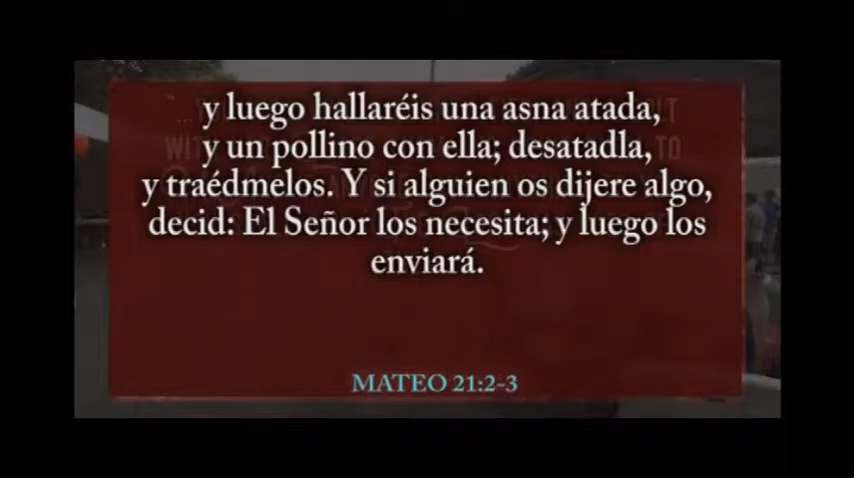 y luego hallaréis una asna atada,
y un pollino con ella; desatadla,
y traédmelos. Y si alguien os dijere algo,
decid: El Señor los necesita; y luego los
enviará.
MATEO 21:2-3